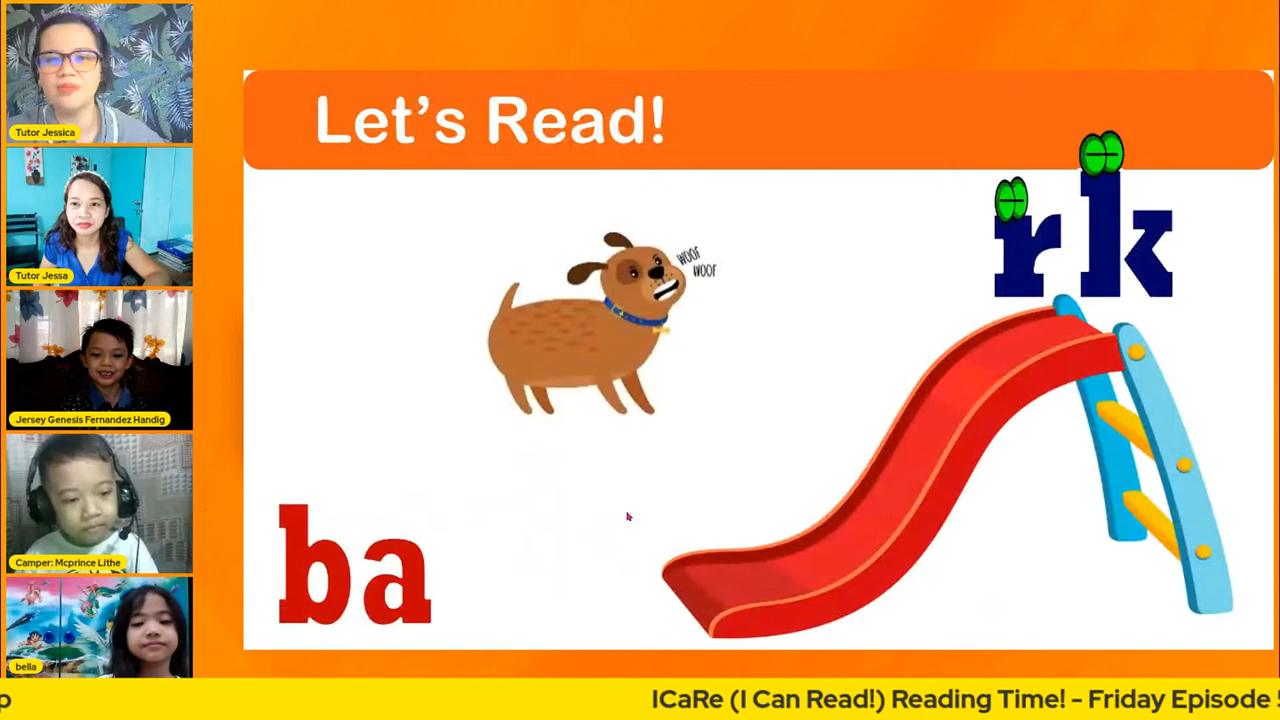 Tutor Jessica
Tutor Jessa
Jersey Genesis Fernandez Handig
Camper: Mcprince Lithe
bella
Let's Read!
WOOF
WOOF
rk
ba
p
ICaRe (I Can Read!) Reading Time! - Friday Episode